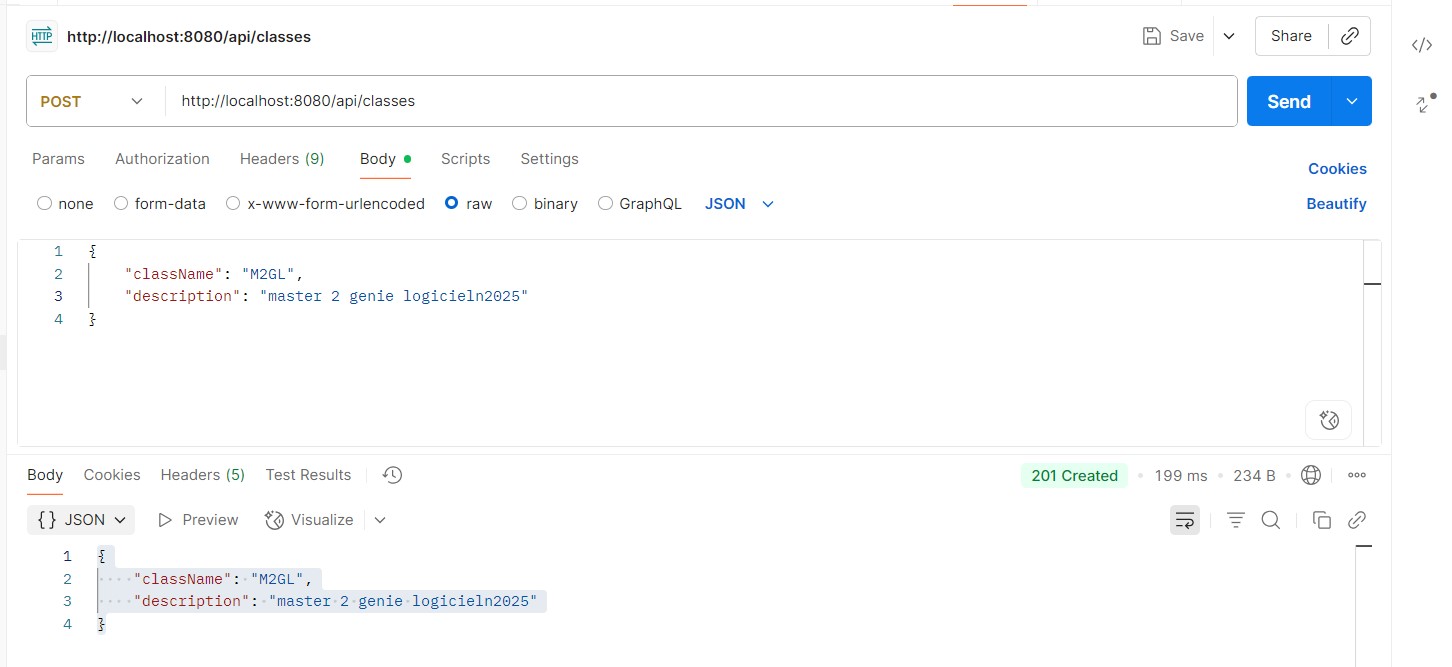 HTTP http://localhost:8080/api/classes Save Share
POST http://localhost:8080/api/classes Send
Params Authorization Headers (9) Body Scripts Settings Cookies
none form-data x-www-form-urlencoded raw binary GraphQL JSON Beautify
1 {
2 "className": "M2GL",
3 "description": "master 2 genie logicieln2025"
4 }
Body Cookies Headers (5) Test Results 201 Created 199 ms 234 B
{} JSON Preview Visualize
1 {
2 "className": "M2GL",
3 "description": "master 2 genie logicieln2025"
4 }